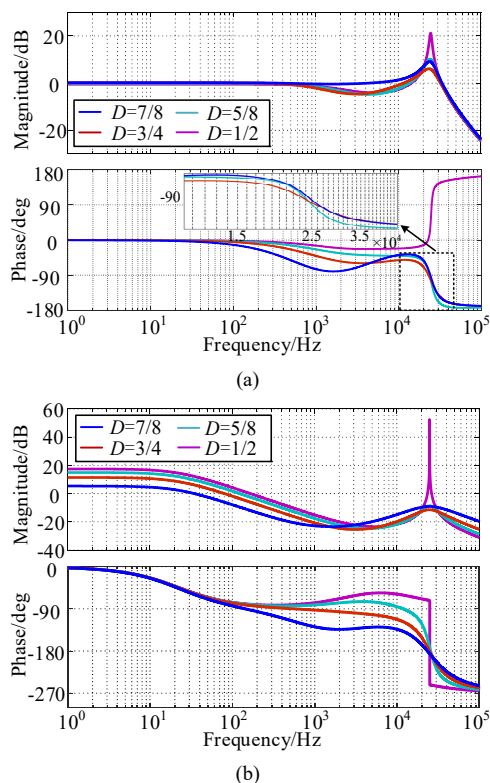 Magnitude/dB
20
0
-20
D=7/8 D=5/8
D=3/4 D=1/2
Phase/deg
180
90
0
-90
-180
-90
1.5 2.5 3.5 ×10⁴
10⁰ 10¹ 10² 10³ 10⁴ 10⁵
Frequency/Hz
(a)
Magnitude/dB
60
40
20
0
-20
-40
D=7/8 D=5/8
D=3/4 D=1/2
Phase/deg
0
-90
-180
-270
10⁰ 10¹ 10² 10³ 10⁴ 10⁵
Frequency/Hz
(b)